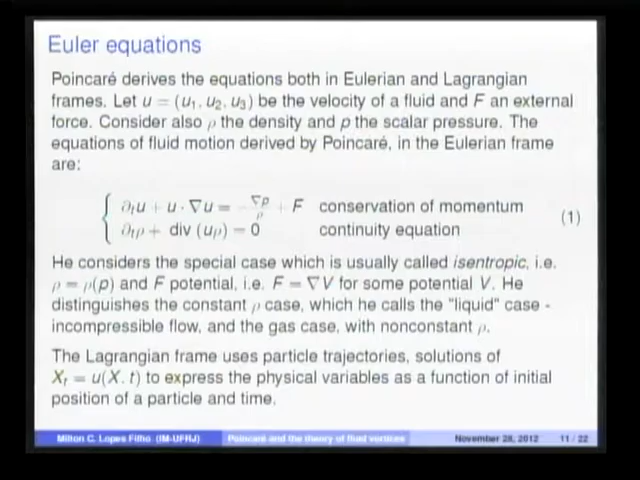 Euler equations
Poincaré derives the equations both in Eulerian and Lagrangian
frames. Let u = (u₁, u₂, u₃) be the velocity of a fluid and F an external
force. Consider also ρ the density and p the scalar pressure. The
equations of fluid motion derived by Poincaré, in the Eulerian frame
are:
∂ₜu + u · ∇u = -∇p/ρ + F conservation of momentum
∂ₜρ + div (uρ) = 0 continuity equation
(1)
He considers the special case which is usually called isentropic, i.e.
ρ = ρ(p) and F potential, i.e. F = ∇V for some potential V. He
distinguishes the constant ρ case, which he calls the "liquid" case -
incompressible flow, and the gas case, with nonconstant ρ.
The Lagrangian frame uses particle trajectories, solutions of
Xₜ = u(X, t) to express the physical variables as a function of initial
position of a particle and time.
Milton C. Lopes Filho (IM-UFRJ) Poincaré and the theory of fluid vortices November 28, 2012 11 / 22